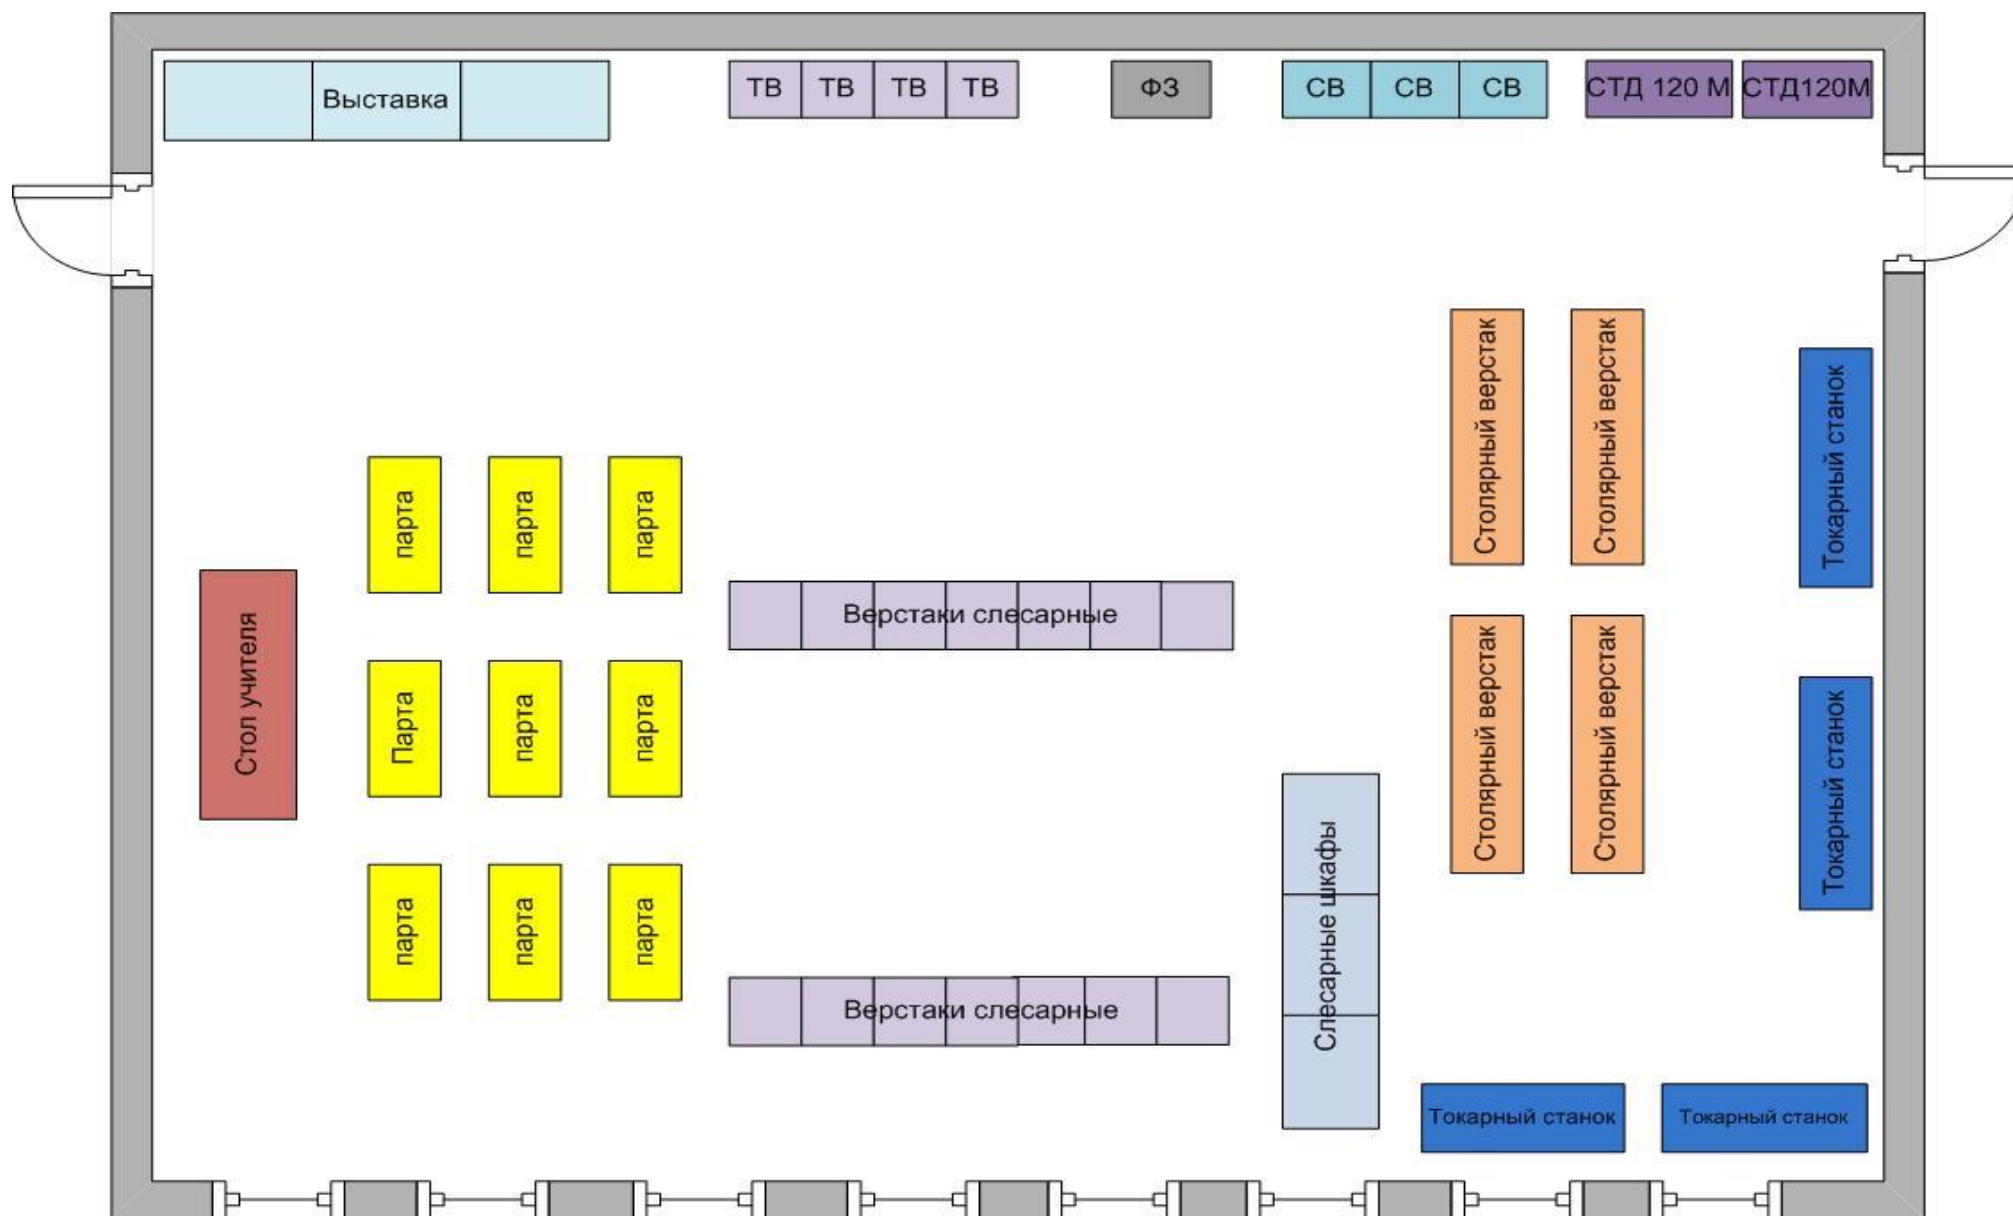 Выставка
ТВ
ТВ
ТВ
ТВ
ФЗ
СВ
СВ
СВ
СТД 120 М
СТД120М
Столярный верстак
Столярный верстак
Токарный станок
парта
парта
парта
Стол учителя
Верстаки слесарные
Парта
парта
парта
Столярный верстак
Столярный верстак
Токарный станок
Слесарные шкафы
парта
парта
парта
Верстаки слесарные
Токарный станок
Токарный станок